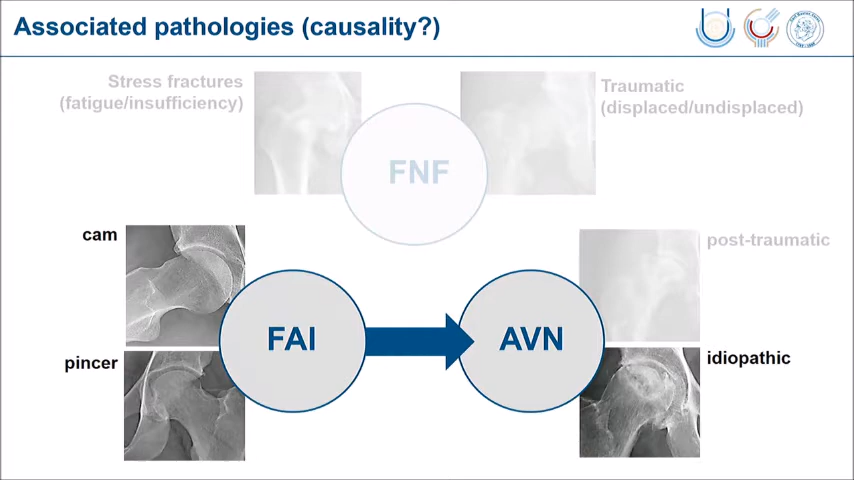 Associated pathologies (causality?)
Stress fractures
(fatigue/insufficiency)
Traumatic
(displaced/undisplaced)
FNF
cam
post-traumatic
FAI
AVN
pincer
idiopathic